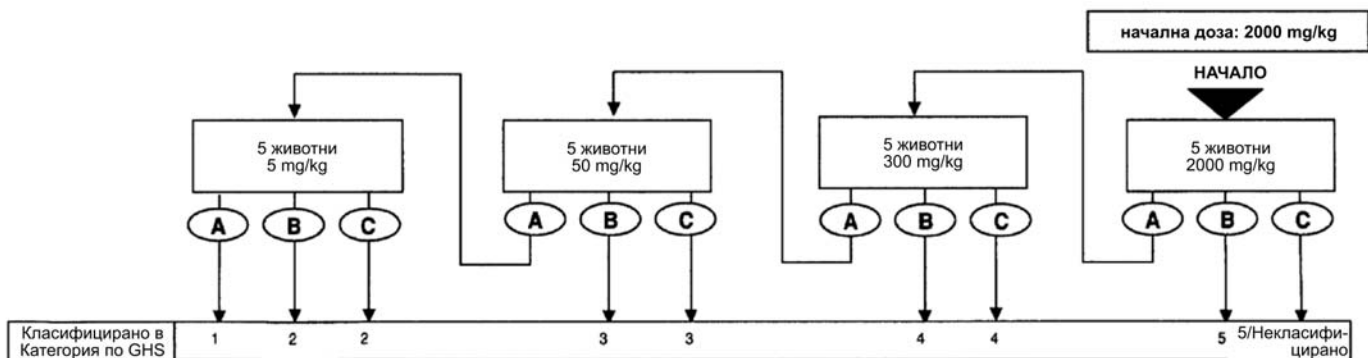 начална доза: 2000 mg/kg
НАЧАЛО
5 животни
5 mg/kg
5 животни
50 mg/kg
5 животни
300 mg/kg
5 животни
2000 mg/kg
A B C A B C A B C A B C
Класифицирано в
Категория по GHS
1 2 2 3 3 4 4 5 5/Некласифи-
цирано